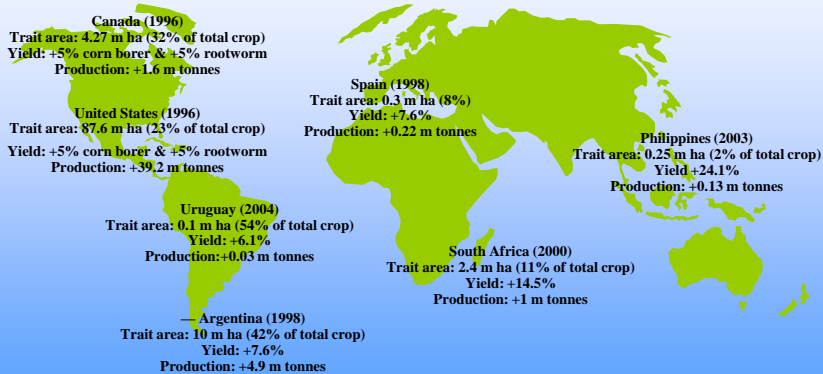 Canada (1996)
Trait area: 4.27 m ha (32% of total crop)
Yield: +5% corn borer & +5% rootworm
Production: +1.6 m tonnes
United States (1996)
Trait area: 87.6 m ha (23% of total crop)
Yield: +5% corn borer & +5% rootworm
Production: +39.2 m tonnes
Spain (1998)
Trait area: 0.3 m ha (8%)
Yield: +7.6%
Production: +0.22 m tonnes
Philippines (2003)
Trait area: 0.25 m ha (2% of total crop)
Yield +24.1%
Production: +0.13 m tonnes
Uruguay (2004)
Trait area: 0.1 m ha (54% of total crop)
Yield: +6.1%
Production:+0.03 m tonnes
South Africa (2000)
Trait area: 2.4 m ha (11% of total crop)
Yield: +14.5%
Production: +1 m tonnes
— Argentina (1998)
Trait area: 10 m ha (42% of total crop)
Yield: +7.6%
Production: +4.9 m tonnes